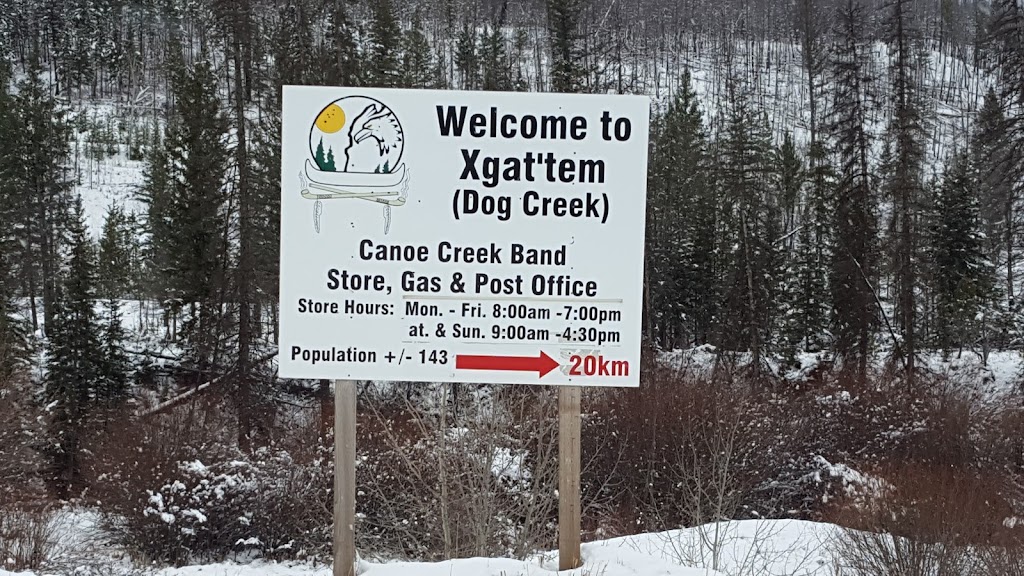 Welcome to
Xgat'tem
(Dog Creek)
Canoe Creek Band
Store, Gas & Post Office
Store Hours: Mon. - Fri. 8:00am -7:00pm
at. & Sun. 9:00am -4:30pm
Population +/- 143 20km